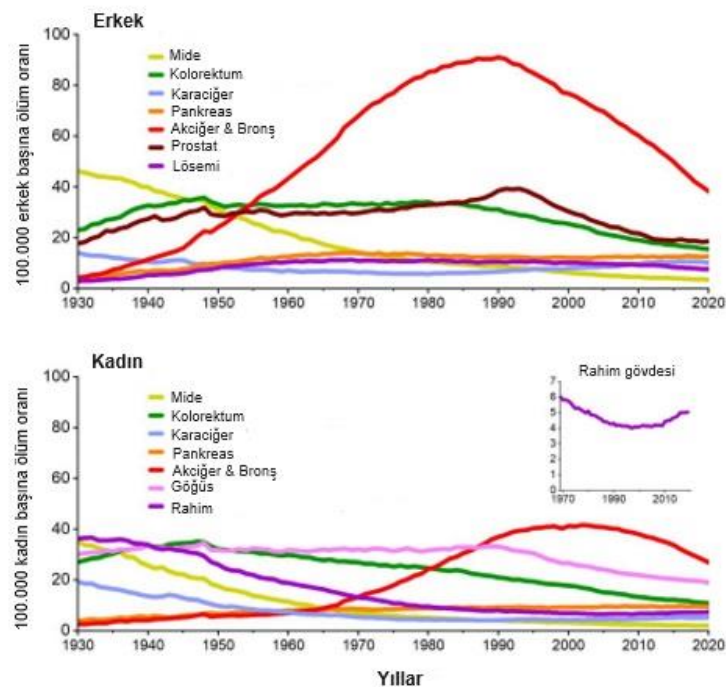 Erkek
100.000 erkek başına ölüm oranı
100
80
60
40
20
0
Mide
Kolorektum
Karaciğer
Pankreas
Akciğer & Bronş
Prostat
Lösemi
1930 1940 1950 1960 1970 1980 1990 2000 2010 2020
Kadın
100.000 kadın başına ölüm oranı
100
80
60
40
20
0
Mide
Kolorektum
Karaciğer
Pankreas
Akciğer & Bronş
Göğüs
Rahim
Rahim gövdesi
7
6
5
4
3
2
1
0
1970 1990 2010
1930 1940 1950 1960 1970 1980 1990 2000 2010 2020
Yıllar